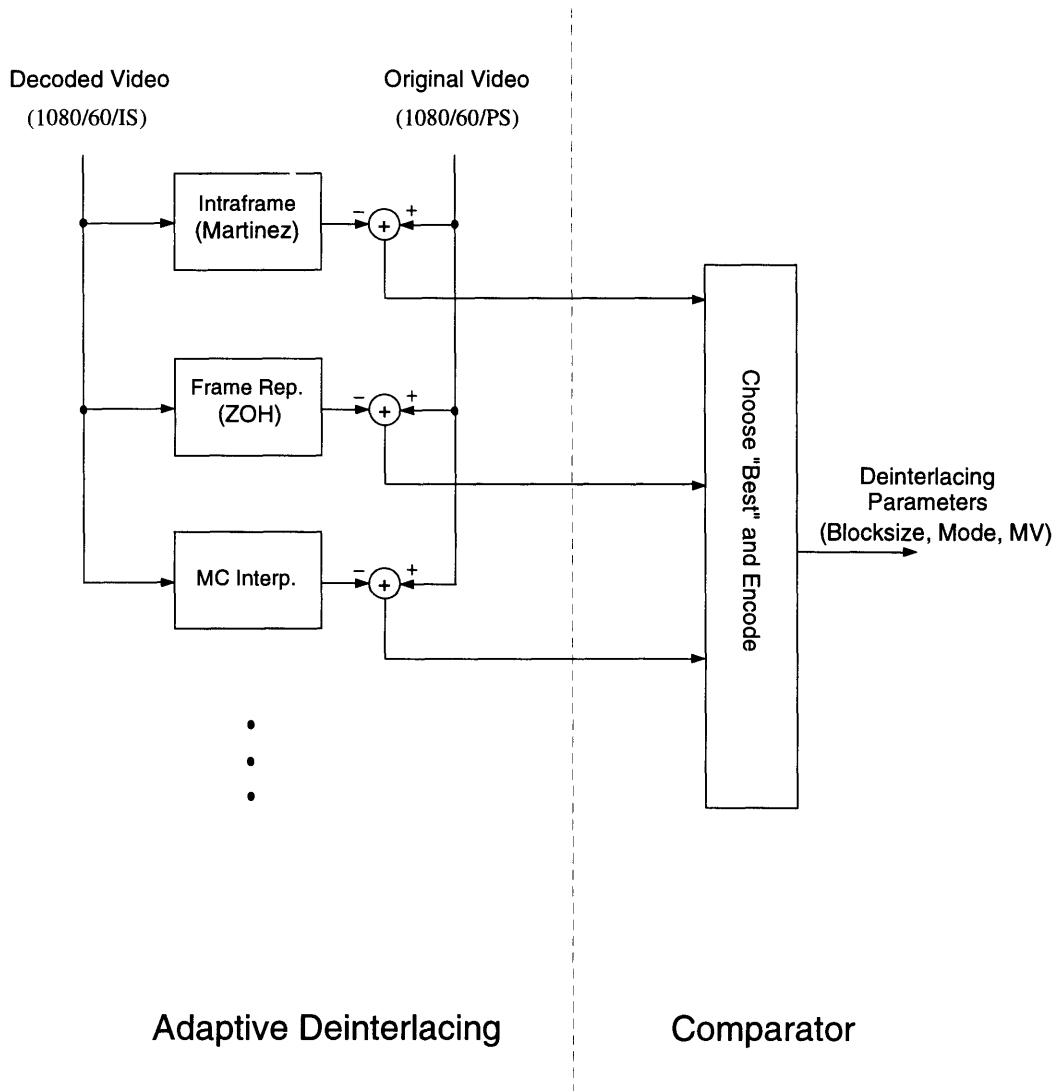 Decoded Video
(1080/60/IS)
Original Video
(1080/60/PS)
Intraframe
(Martinez)
− + +
Frame Rep.
(ZOH)
− + +
MC Interp.
− + +
Choose "Best" and Encode
Deinterlacing
Parameters
(Blocksize, Mode, MV)
Adaptive Deinterlacing
Comparator